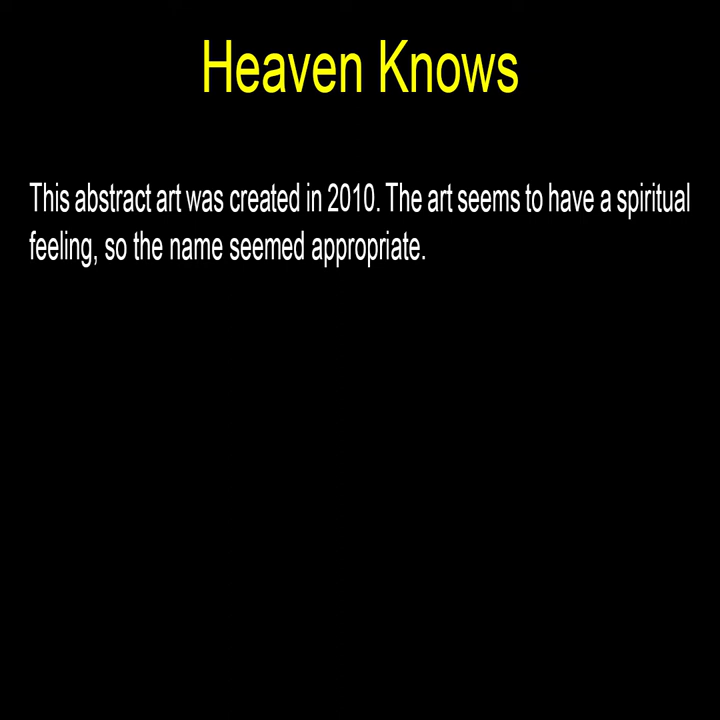 Heaven Knows
This abstract art was created in 2010. The art seems to have a spiritual
feeling, so the name seemed appropriate.